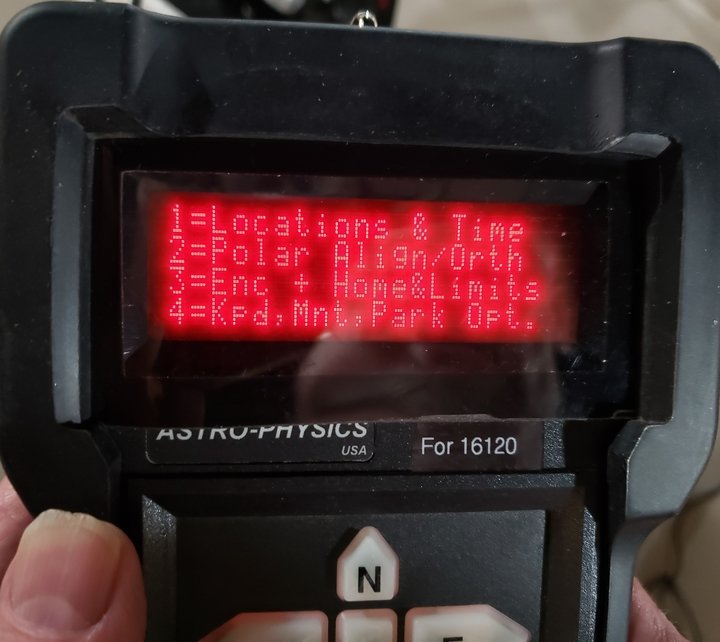 1=Locations & Time
2=Polar Align/Orth
3=Enc + Home&Limits
4=Kpd,Mnt,Park Opt.
ASTRO-PHYSICS
USA
For 16120
N